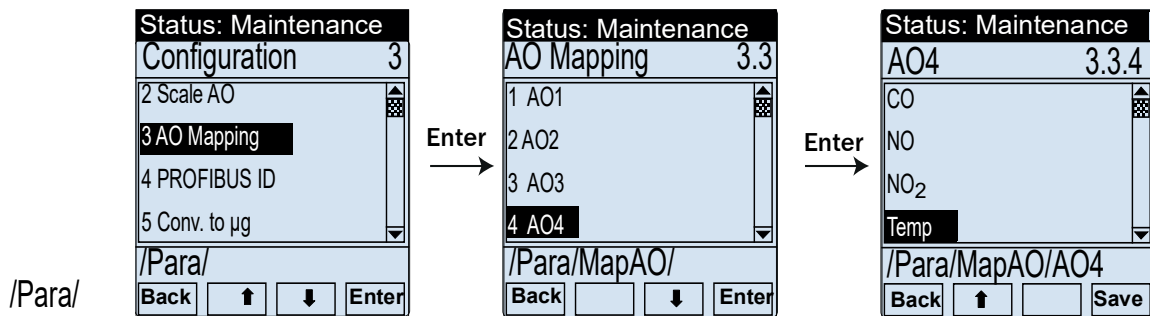 /Para/
Status: Maintenance
Configuration 3
2 Scale AO
3 AO Mapping
4 PROFIBUS ID
5 Conv. to µg
/Para/
Back ⬆ ⬇ Enter
Enter
Status: Maintenance
AO Mapping 3.3
1 AO1
2 AO2
3 AO3
4 AO4
/Para/MapAO/
Back ⬇ Enter
Enter
Status: Maintenance
AO4 3.3.4
CO
NO
NO₂
Temp
/Para/MapAO/AO4
Back ⬆ Save